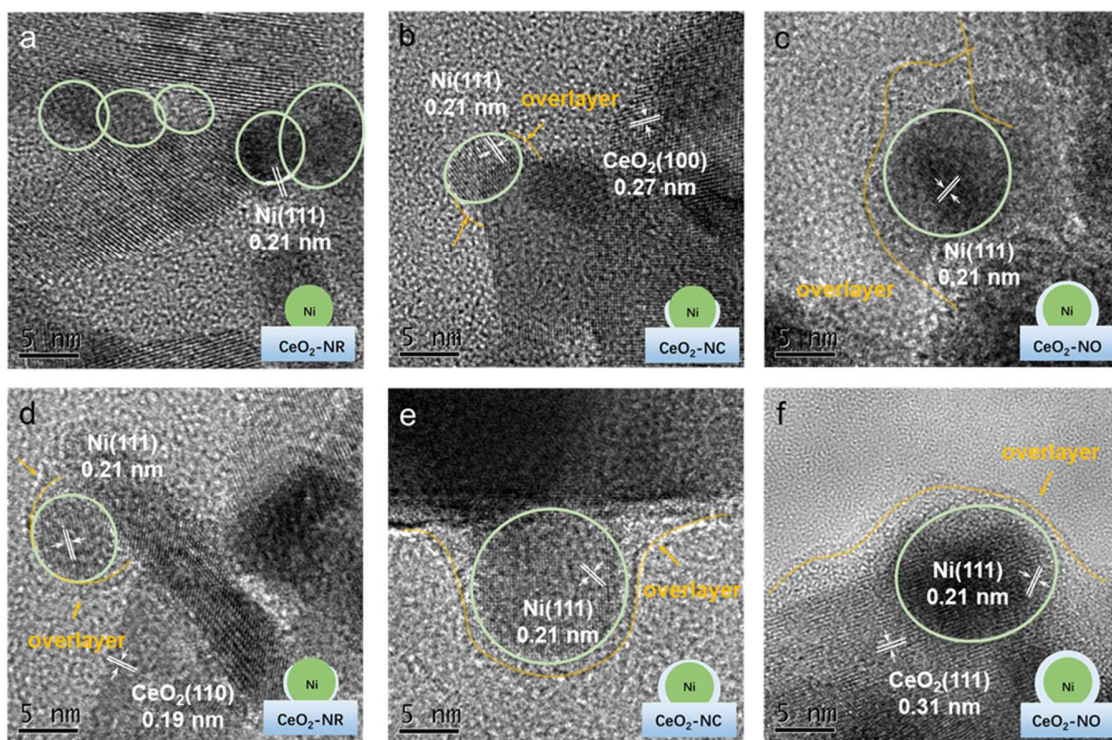 a
Ni(111)
0.21 nm
5 nm
Ni
CeO₂-NR
b
Ni(111)
0.21 nm
overlayer
CeO₂(100)
0.27 nm
5 nm
Ni
CeO₂-NC
c
Ni(111)
0.21 nm
overlayer
5 nm
Ni
CeO₂-NO
d
Ni(111)
0.21 nm
overlayer
CeO₂(110)
0.19 nm
5 nm
Ni
CeO₂-NR
e
Ni(111)
0.21 nm
overlayer
5 nm
Ni
CeO₂-NC
f
overlayer
Ni(111)
0.21 nm
CeO₂(111)
0.31 nm
5 nm
Ni
CeO₂-NO